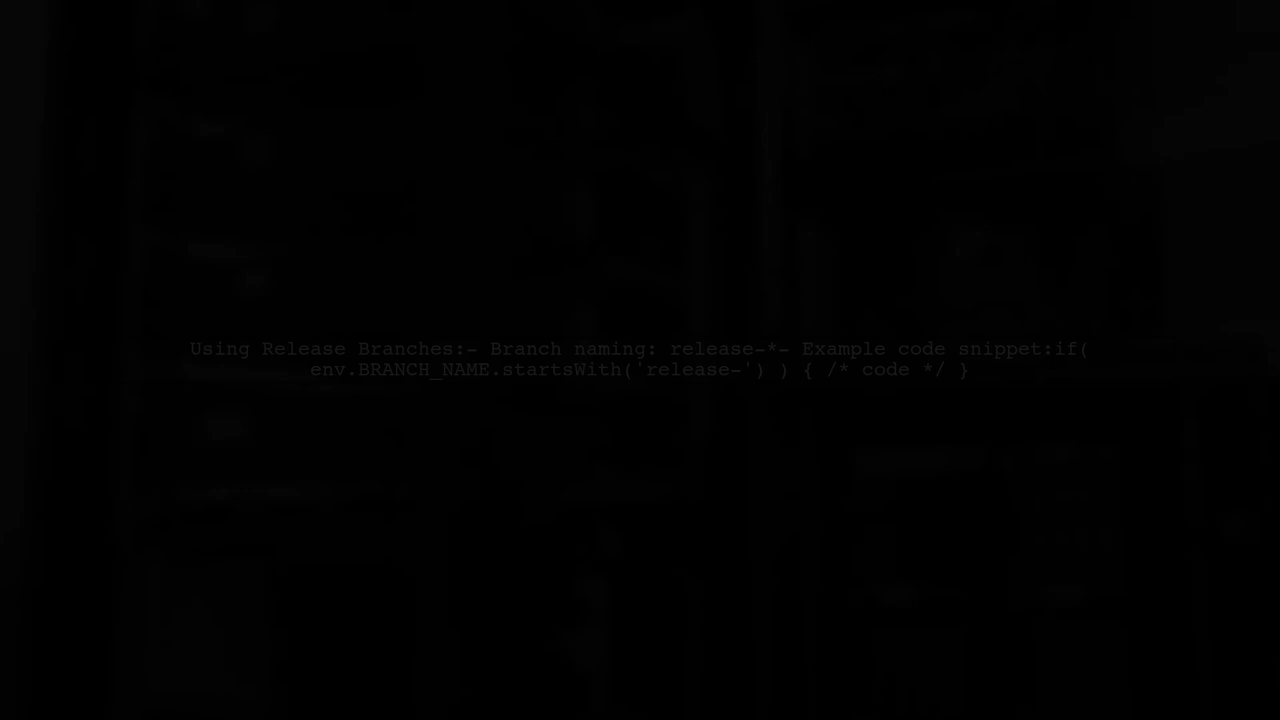 Using Release Branches:- Branch naming: release-*- Example code snippet:if(
env.BRANCH_NAME.startsWith('release-') ) { /* code */ }